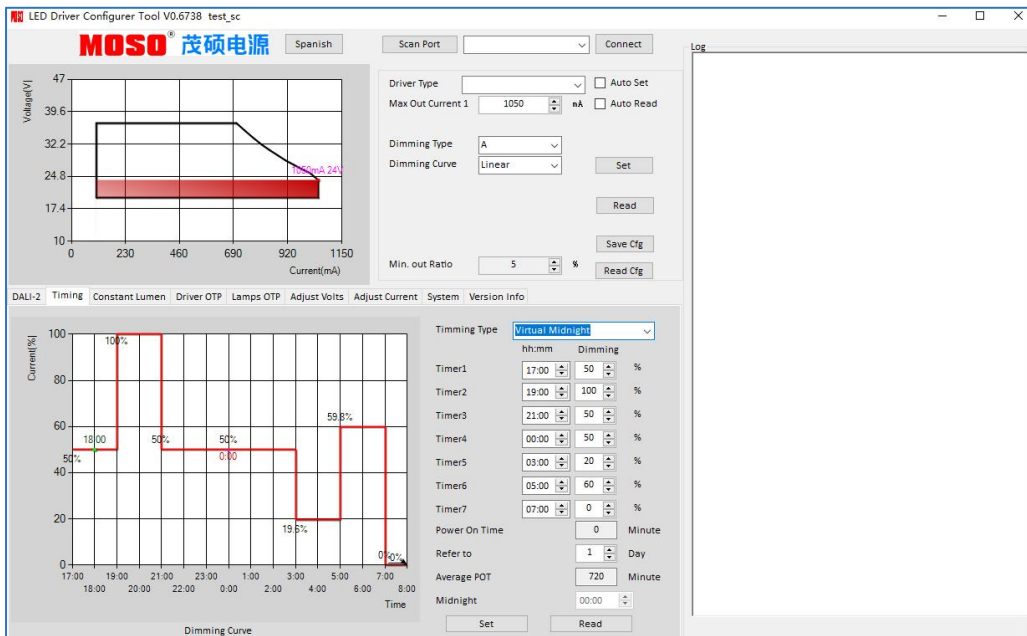 LED Driver Configurer Tool V0.6738 test_sc
MOSO® 茂硕电源
Spanish
Scan Port
Connect
Log
Voltage[V]
47
39.6
32.2
24.8
17.4
10
1050mA 24V
0 230 460 690 920 1150
Current(mA)
Driver Type
Auto Set
Max Out Current 1 1050 mA
Auto Read
Dimming Type A
Dimming Curve Linear
Set
Read
Save Cfg
Min. out Ratio 5 %
Read Cfg
DALI-2 Timing Constant Lumen Driver OTP Lamps OTP Adjust Volts Adjust Current System Version Info
Current[%]
100
80
60
40
20
0
50%
18:00
100%
50%
50%
0:00
19.6%
59.8%
0%
0%
17:00 19:00 21:00 23:00 1:00 3:00 5:00 7:00
18:00 20:00 22:00 0:00 2:00 4:00 6:00 8:00
Time
Dimming Curve
Timming Type Virtual Midnight
hh:mm Dimming
Timer1 17:00 50 %
Timer2 19:00 100 %
Timer3 21:00 50 %
Timer4 00:00 50 %
Timer5 03:00 20 %
Timer6 05:00 60 %
Timer7 07:00 0 %
Power On Time 0 Minute
Refer to 1 Day
Average POT 720 Minute
Midnight 00:00
Set Read